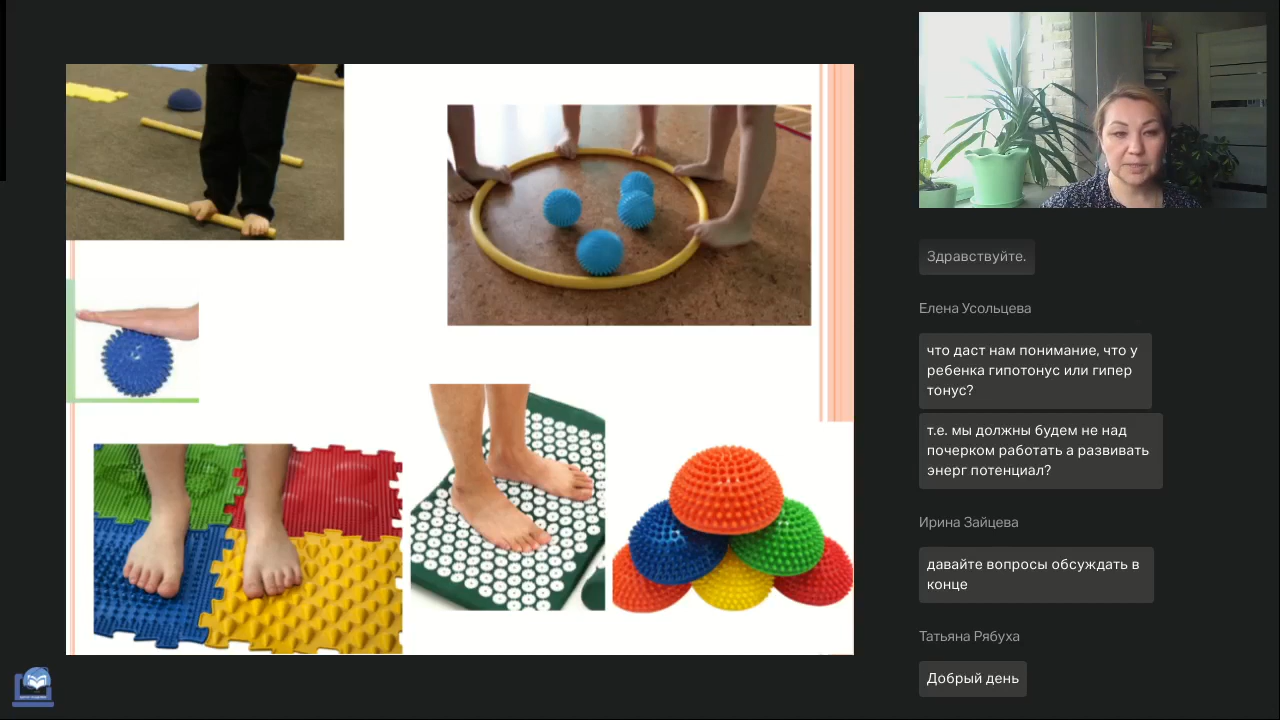 Здравствуйте.
Елена Усольцева
что даст нам понимание, что у
ребенка гипотонус или гипер
тонус?
т.е. мы должны будем не над
почерком работать а развивать
энерг потенциал?
Ирина Зайцева
давайте вопросы обсуждать в
конце
Татьяна Рябуха
Добрый день